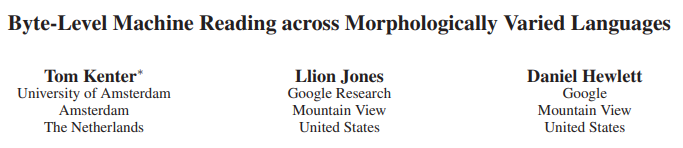 Byte-Level Machine Reading across Morphologically Varied Languages
Tom Kenter*
University of Amsterdam
Amsterdam
The Netherlands
Llion Jones
Google Research
Mountain View
United States
Daniel Hewlett
Google
Mountain View
United States